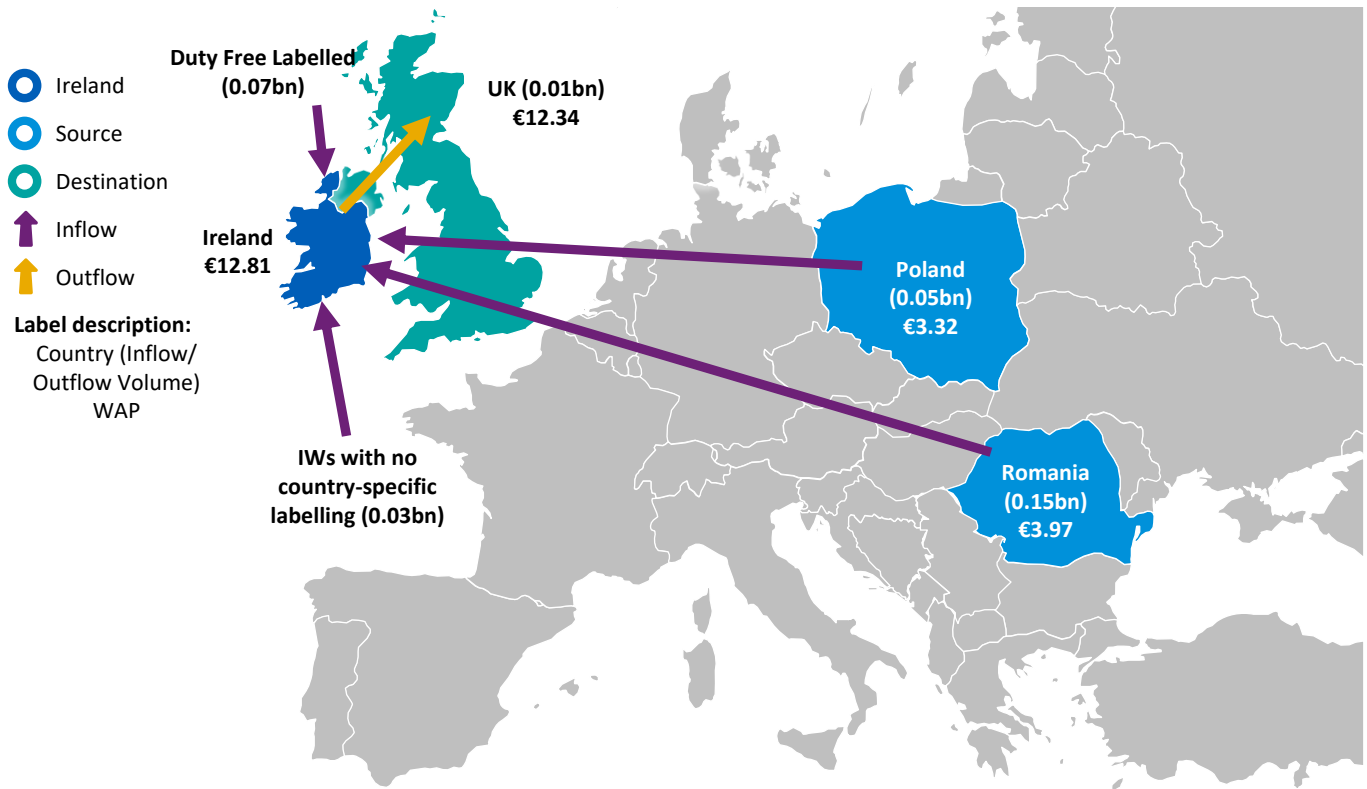 Duty Free Labelled
(0.07bn)
UK (0.01bn)
€12.34
Ireland
Source
Destination
Inflow
Outflow
Label description:
Country (Inflow/
Outflow Volume)
WAP
Ireland
€12.81
Poland
(0.05bn)
€3.32
IWs with no
country-specific
labelling (0.03bn)
Romania
(0.15bn)
€3.97